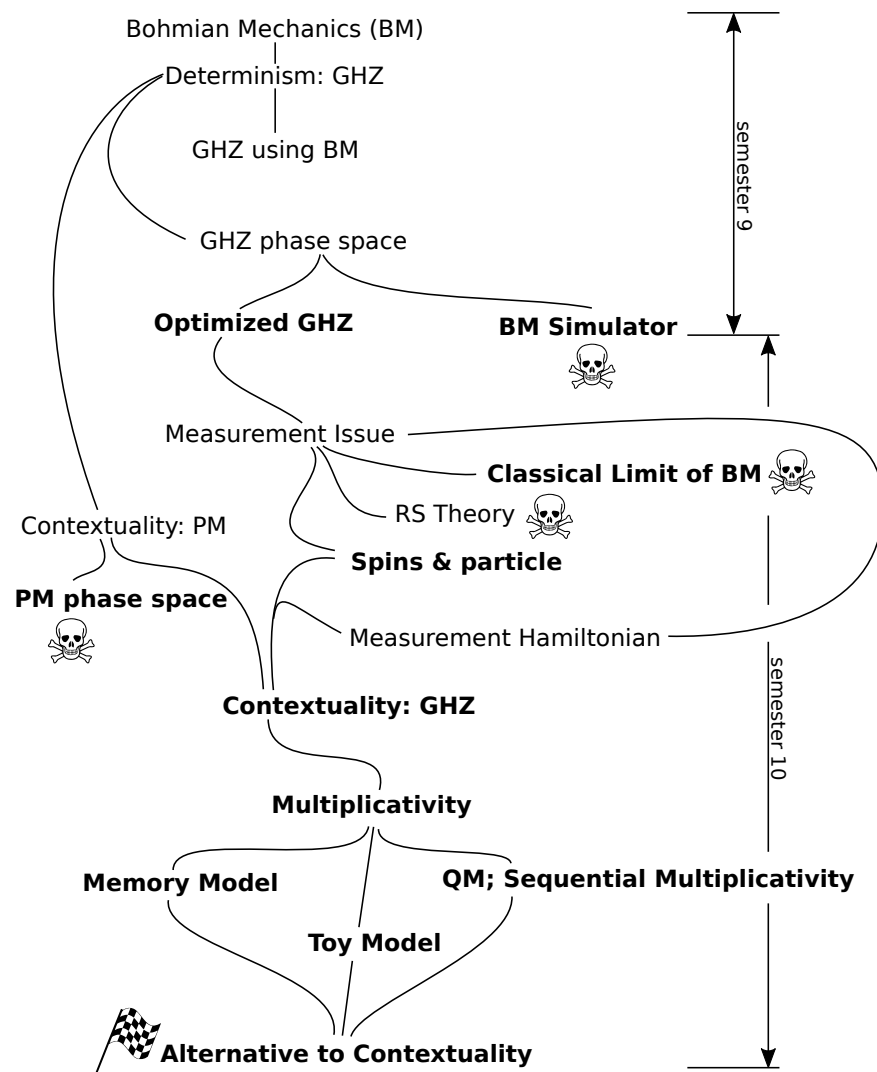 Bohmian Mechanics (BM)
Determinism: GHZ
GHZ using BM
semester 9
GHZ phase space
Optimized GHZ
BM Simulator
Measurement Issue
Classical Limit of BM
RS Theory
Contextuality: PM
Spins & particle
PM phase space
Measurement Hamiltonian
Contextuality: GHZ
semester 10
Multiplicativity
Memory Model
QM; Sequential Multiplicativity
Toy Model
Alternative to Contextuality